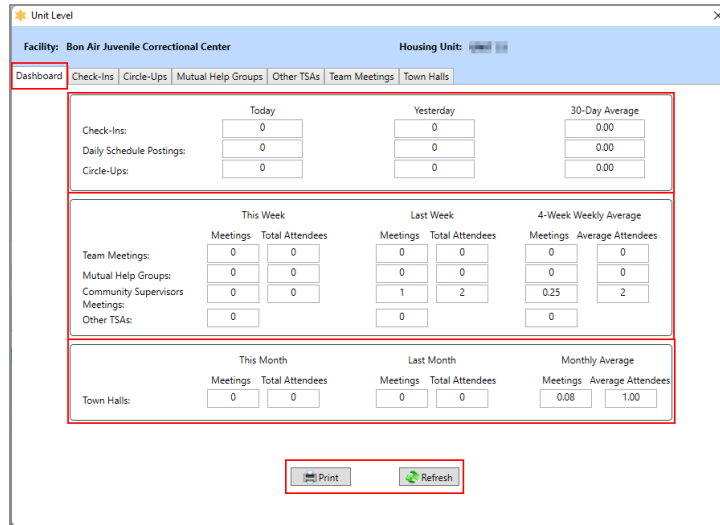 Unit Level
Facility: Bon Air Juvenile Correctional Center Housing Unit:
Dashboard Check-Ins Circle-Ups Mutual Help Groups Other TSAs Team Meetings Town Halls
Today Yesterday 30-Day Average
Check-Ins: 0 0 0.00
Daily Schedule Postings: 0 0 0.00
Circle-Ups: 0 0 0.00
This Week Last Week 4-Week Weekly Average
Meetings Total Attendees Meetings Total Attendees Meetings Average Attendees
Team Meetings: 0 0 0 0 0 0
Mutual Help Groups: 0 0 0 0 0 0
Community Supervisors 0 0 1 2 0.25 2
Meetings:
Other TSAs: 0 0 0
This Month Last Month Monthly Average
Meetings Total Attendees Meetings Total Attendees Meetings Average Attendees
Town Halls: 0 0 0 0 0.08 1.00
Print Refresh